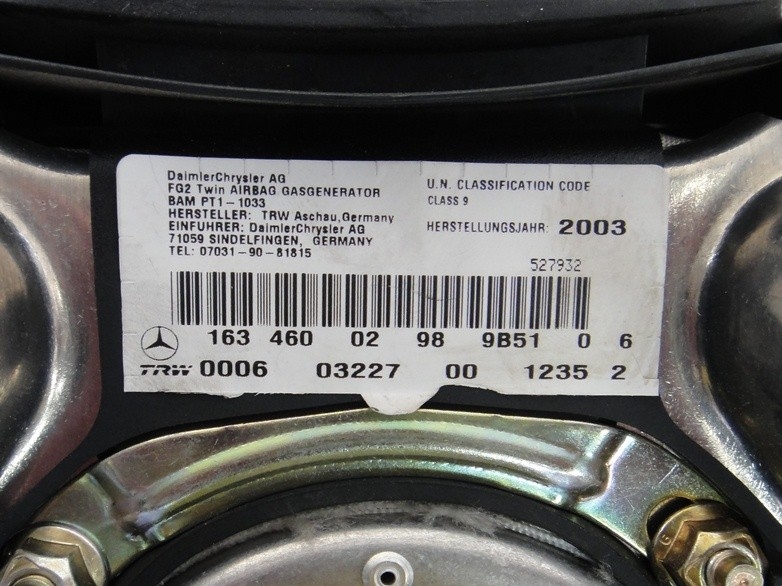 DaimlerChrysler AG
FG2 Twin AIRBAG GASGENERATOR
BAM PT1-1033
HERSTELLER: TRW Aschau,Germany
EINFUHRER: DaimlerChrysler AG
71059 SINDELFINGEN, GERMANY
TEL: 07031-90-81815
U.N. CLASSIFICATION CODE
CLASS 9
HERSTELLUNGSJAHR: 2003
527932
163 460 02 98 9B51 0 6
TRW 0006 03227 00 1235 2
G